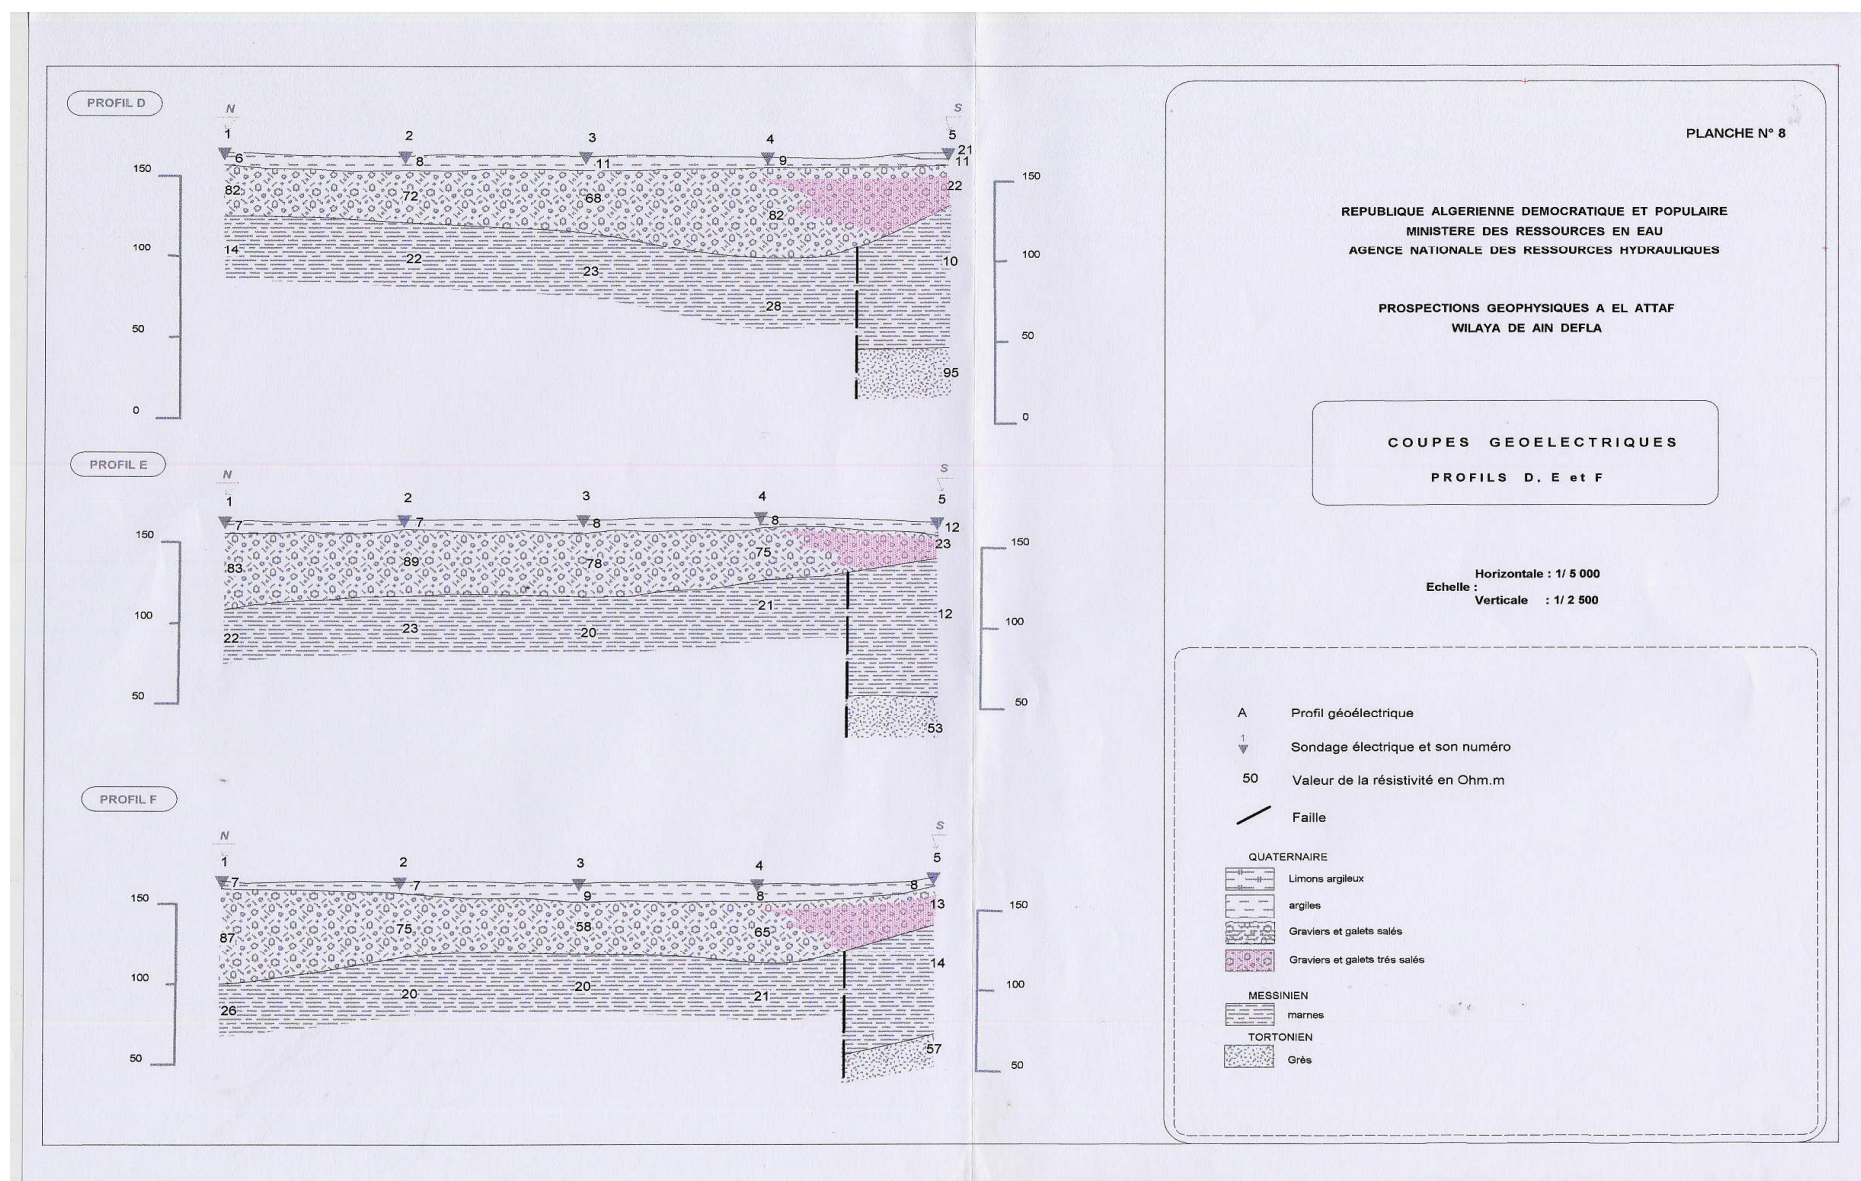 PROFIL D
N
S
1
2
3
4
5
6
8
11
9
21
11
150
150
82
72
68
82
22
100
100
14
22
23
28
10
50
50
95
0
0
PROFIL E
N
S
1
2
3
4
5
7
7
8
8
12
150
150
83
89
78
75
23
100
100
22
23
20
21
12
50
50
53
PROFIL F
N
S
1
2
3
4
5
7
7
9
8
8
150
150
87
75
58
65
13
100
100
26
20
20
21
14
50
50
57
PLANCHE N° 8
REPUBLIQUE ALGERIENNE DEMOCRATIQUE ET POPULAIRE
MINISTERE DES RESSOURCES EN EAU
AGENCE NATIONALE DES RESSOURCES HYDRAULIQUES
PROSPECTIONS GEOPHYSIQUES A EL ATTAF
WILAYA DE AIN DEFLA
COUPES GEOELECTRIQUES
PROFILS D. E et F
Horizontale : 1/ 5 000
Echelle :
Verticale : 1/ 2 500
A Profil géoélectrique
1
Sondage électrique et son numéro
50 Valeur de la résistivité en Ohm.m
Faille
QUATERNAIRE
Limons argileux
argiles
Graviers et galets salés
Graviers et galets trés salés
MESSINIEN
marnes
TORTONIEN
Grès